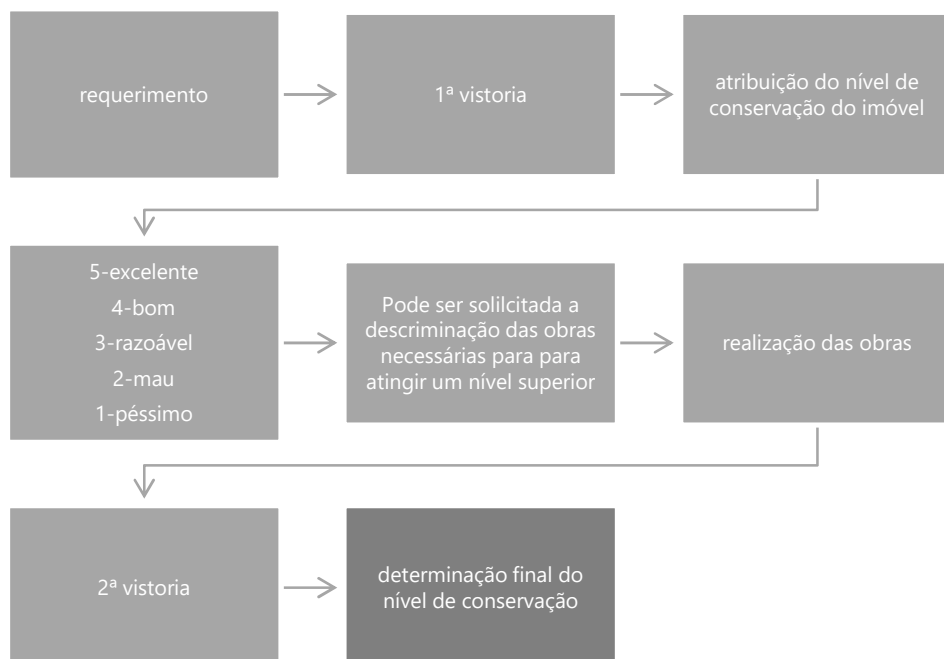 requerimento
1ª vistoria
atribuição do nível de
conservação do imóvel
5-excelente
4-bom
3-razoável
2-mau
1-péssimo
Pode ser solilcitada a
descriminação das obras
necessárias para para
atingir um nível superior
realização das obras
2ª vistoria
determinação final do
nível de conservação